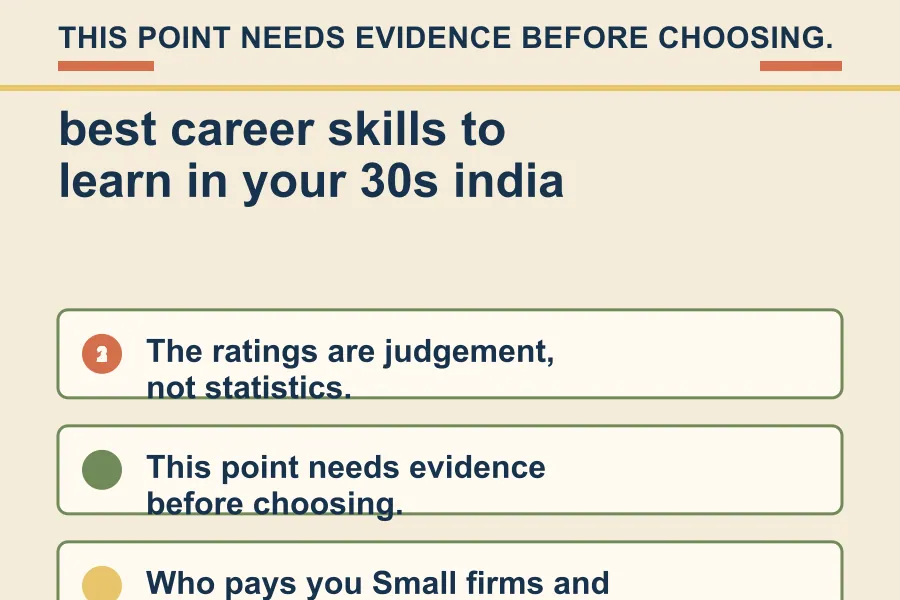 THIS POINT NEEDS EVIDENCE BEFORE CHOOSING.
best career skills to
learn in your 30s india
The ratings are judgement,
not statistics.
This point needs evidence
before choosing.
Who pays you Small firms and